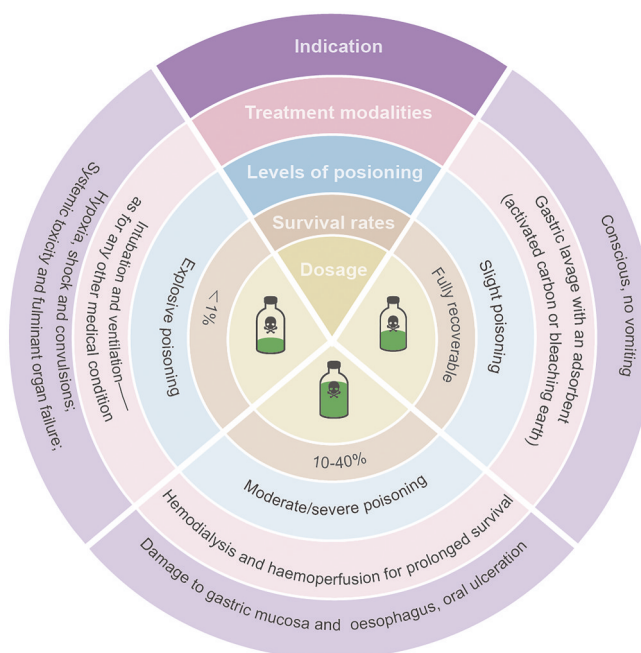 Indication
Treatment modalities
Levels of posioning
Survival rates
Dosage
Conscious, no vomiting
Gastric lavage with an adsorbent
(activated carbon or bleaching earth)
Slight poisoning
Fully recoverable
10-40%
Moderate/severe poisoning
Hemodialysis and haemoperfusion for prolonged survival
Damage to gastric mucosa and oesophagus, oral ulceration
<1%
Explosive poisoning
Intubation and ventilation——
as for any other medical condition
Hypoxia, shock and convulsions;
Systemic toxicity and fulminant organ failure;